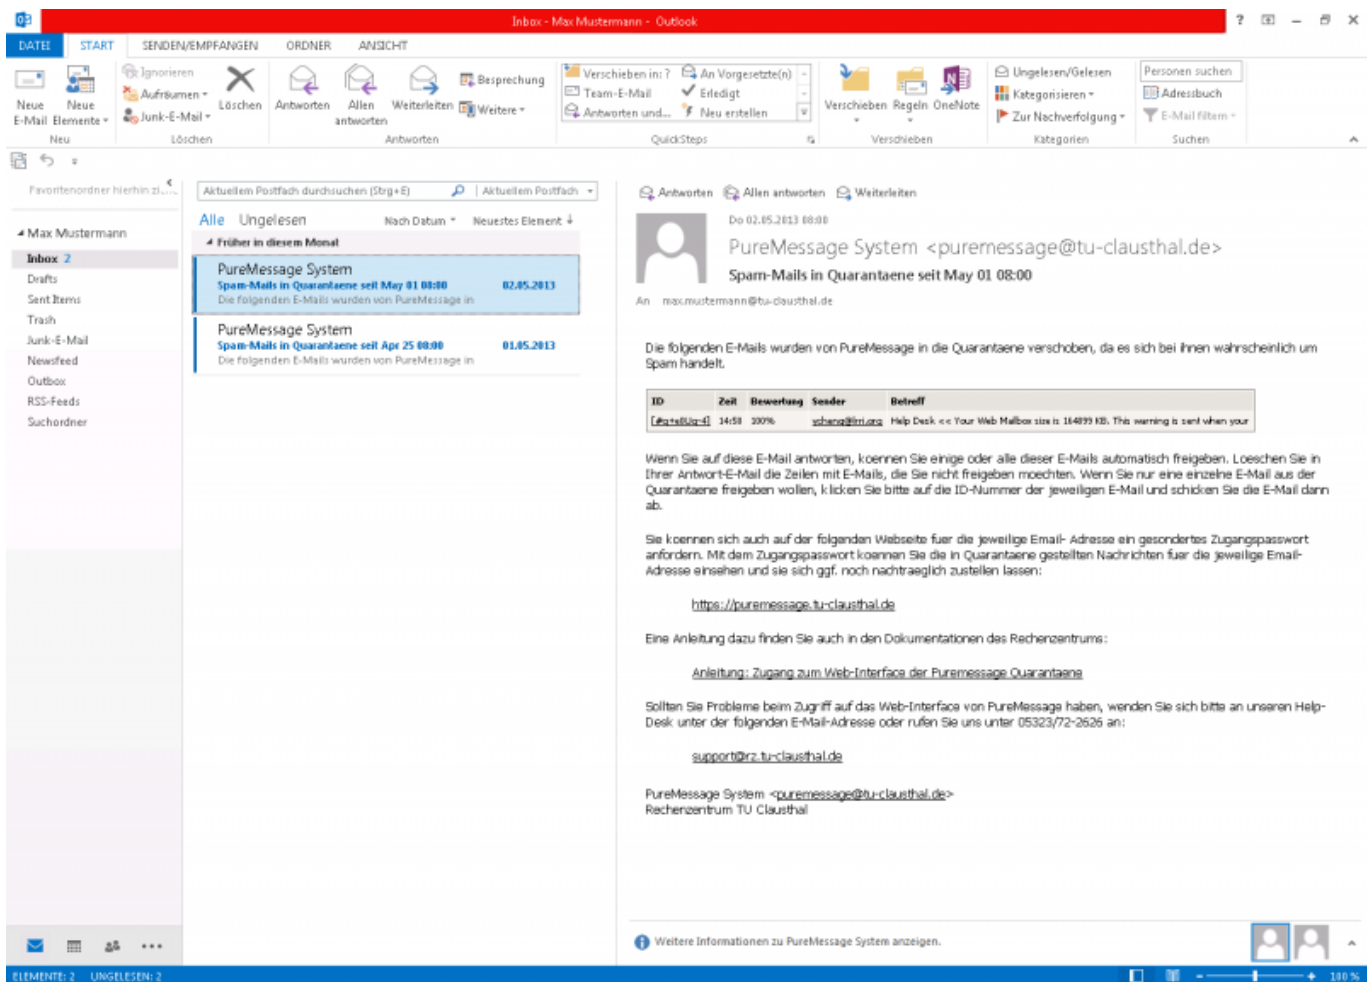 Inbox - Max Mustermann - Outlook
DATEI START SENDEN/EMPFANGEN ORDNER ANSICHT
Neue E-Mail
Neue Elemente
Ignorieren
Aufräumen
Junk-E-Mail
Löschen
Antworten
Allen antworten
Weiterleiten
Besprechung
Weitere
Verschieben in: ?
Team-E-Mail
Antworten und...
An Vorgesetzte(n)
Erledigt
Neu erstellen
Verschieben
Regeln
OneNote
Ungelesen/Gelesen
Kategorisieren
Zur Nachverfolgung
Personen suchen
Adressbuch
E-Mail filtern
Neu Löschen Antworten QuickSteps Verschieben Kategorien Suchen
Favoritenordner hierhin zi...
Max Mustermann
Inbox 2
Drafts
Sent Items
Trash
Junk-E-Mail
Newsfeed
Outbox
RSS-Feeds
Suchordner
Aktuellem Postfach durchsuchen (Strg+E) Aktuellem Postfach
Alle Ungelesen Nach Datum Neuestes Element
Früher in diesem Monat
PureMessage System
Spam-Mails in Quarantaene seit May 01 08:00 02.05.2013
Die folgenden E-Mails wurden von PureMessage in
PureMessage System
Spam-Mails in Quarantaene seit Apr 25 08:00 01.05.2013
Die folgenden E-Mails wurden von PureMessage in
Antworten Allen antworten Weiterleiten
Do 02.05.2013 08:00
PureMessage System <puremessage@tu-clausthal.de>
Spam-Mails in Quarantaene seit May 01 08:00
An max.mustermann@tu-clausthal.de
Die folgenden E-Mails wurden von PureMessage in die Quarantaene verschoben, da es sich bei ihnen wahrscheinlich um
Spam handelt.
ID Zeit Bewertung Sender Betreff
14:58 100% Help Desk << Your Web Mailbox size is 164899 KB. This warning is sent when your
Wenn Sie auf diese E-Mail antworten, koennen Sie einige oder alle dieser E-Mails automatisch freigeben. Loeschen Sie in
Ihrer Antwort-E-Mail die Zeilen mit E-Mails, die Sie nicht freigeben moechten. Wenn Sie nur eine einzelne E-Mail aus der
Quarantaene freigeben wollen, klicken Sie bitte auf die ID-Nummer der jeweiligen E-Mail und schicken Sie die E-Mail dann
ab.
Sie koennen sich auch auf der folgenden Webseite fuer die jeweilige Email- Adresse ein gesondertes Zugangspasswort
anfordern. Mit dem Zugangspasswort koennen Sie die in Quarantaene gestellten Nachrichten fuer die jeweilige Email-
Adresse einsehen und sie sich ggf. noch nachtraeglich zustellen lassen:
https://puremessage.tu-clausthal.de
Eine Anleitung dazu finden Sie auch in den Dokumentationen des Rechenzentrums:
Anleitung: Zugang zum Web-Interface der Puremessage Quarantaene
Sollten Sie Probleme beim Zugriff auf das Web-Interface von PureMessage haben, wenden Sie sich bitte an unseren Help-
Desk unter der folgenden E-Mail-Adresse oder rufen Sie uns unter 05323/72-2626 an:
support@rz.tu-clausthal.de
PureMessage System <puremessage@tu-clausthal.de>
Rechenzentrum TU Clausthal
Weitere Informationen zu PureMessage System anzeigen.
ELEMENTE: 2 UNGELESEN: 2 100 %